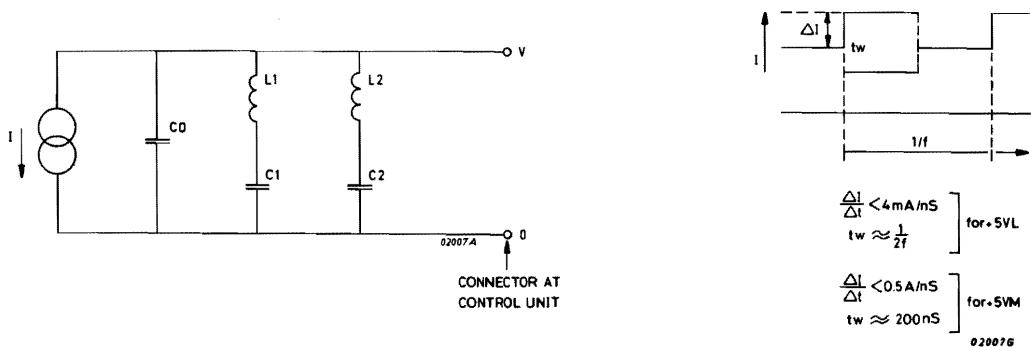 I
C0
L1
C1
L2
C2
V
0
02007A
CONNECTOR AT
CONTROL UNIT
I
ΔI
tw
1/f
ΔI/Δt < 4mA/nS
tw ≈ 1/2f
for+5VL
ΔI/Δt < 0.5A/nS
tw ≈ 200nS
for+5VM
02007G